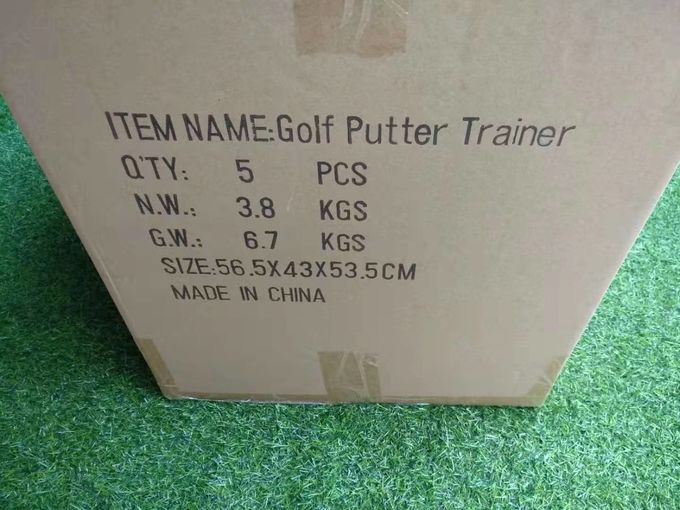 ITEM NAME:Golf Putter Trainer
Q'TY: 5 PCS
N.W.: 3.8 KGS
G.W.: 6.7 KGS
SIZE:56.5X43X53.5CM
MADE IN CHINA